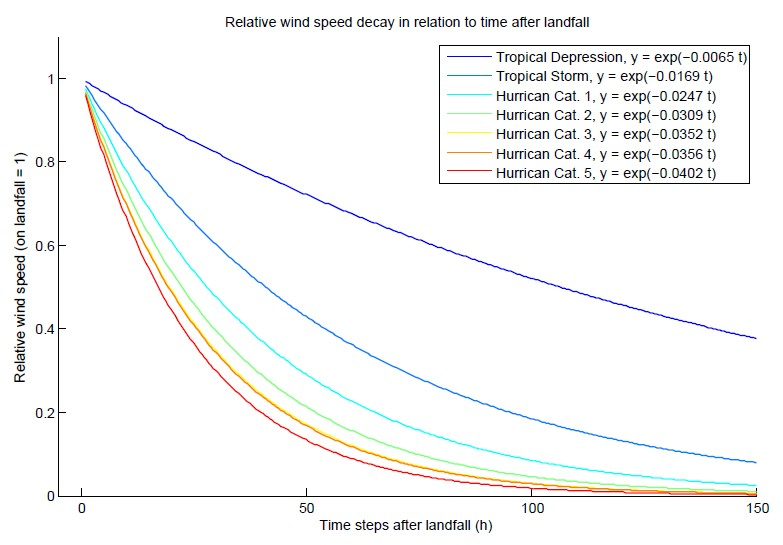 Relative wind speed decay in relation to time after landfall
Tropical Depression, y = exp(−0.0065 t)
Tropical Storm, y = exp(−0.0169 t)
Hurrican Cat. 1, y = exp(−0.0247 t)
Hurrican Cat. 2, y = exp(−0.0309 t)
Hurrican Cat. 3, y = exp(−0.0352 t)
Hurrican Cat. 4, y = exp(−0.0356 t)
Hurrican Cat. 5, y = exp(−0.0402 t)
Relative wind speed (on landfall = 1)
1
0.8
0.6
0.4
0.2
0
0 50 100 150
Time steps after landfall (h)